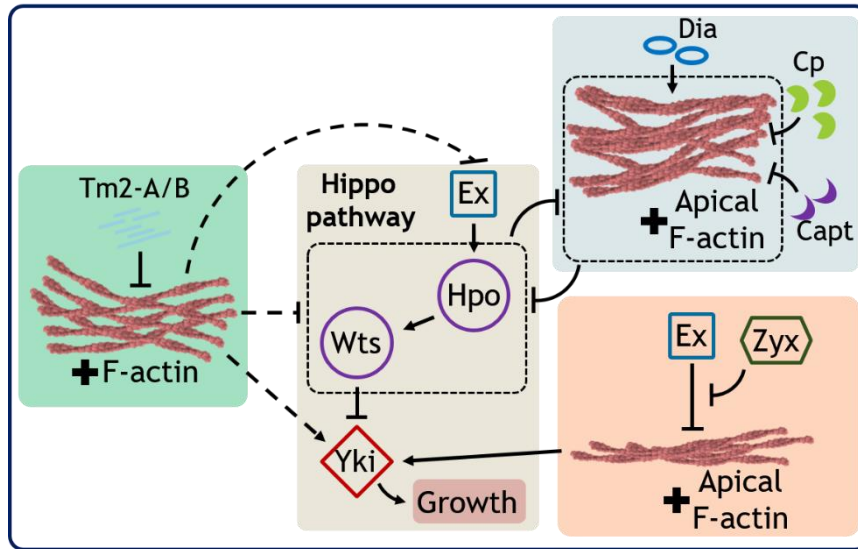 Tm2-A/B
+ F-actin
Hippo
pathway
Ex
Hpo
Wts
Yki
Growth
Dia
Cp
Capt
+ Apical
F-actin
Ex
Zyx
+ Apical
F-actin